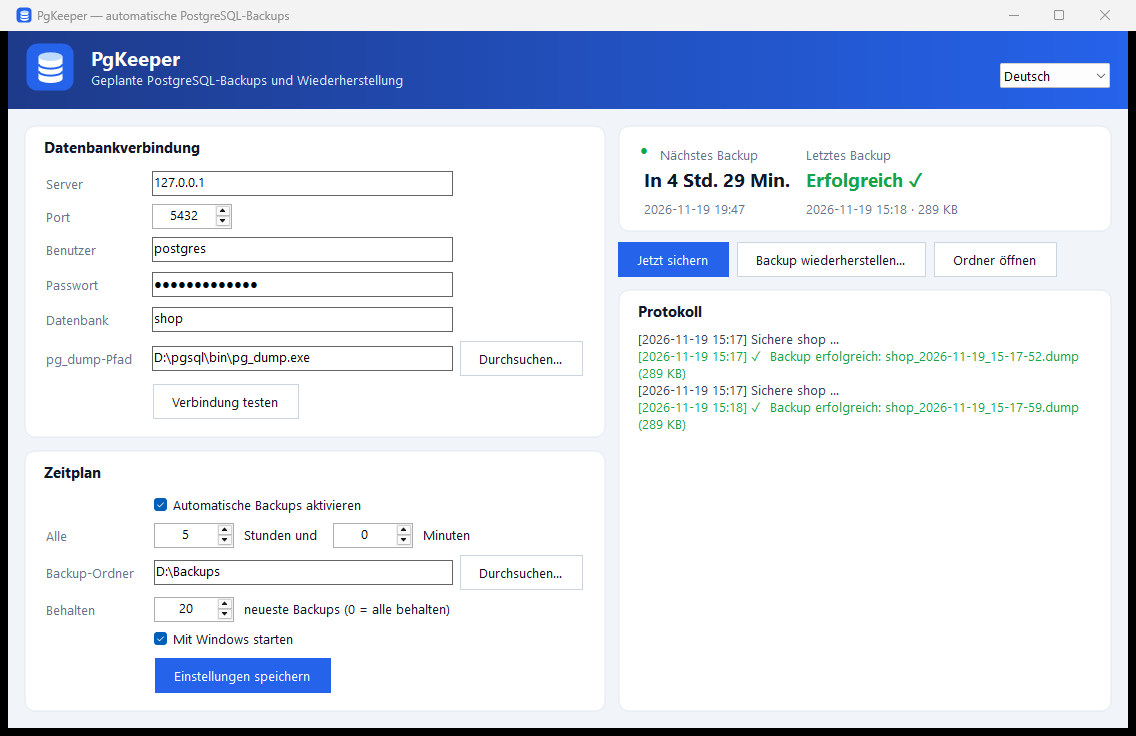 PgKeeper — automatische PostgreSQL-Backups
PgKeeper
Geplante PostgreSQL-Backups und Wiederherstellung
Deutsch
Datenbankverbindung
Server
127.0.0.1
Port
5432
Benutzer
postgres
Passwort
●●●●●●●●●●●●●
Datenbank
shop
pg_dump-Pfad
D:\pgsql\bin\pg_dump.exe
Durchsuchen...
Verbindung testen
Zeitplan
Automatische Backups aktivieren
Alle
5
Stunden und
0
Minuten
Backup-Ordner
D:\Backups
Durchsuchen...
Behalten
20
neueste Backups (0 = alle behalten)
Mit Windows starten
Einstellungen speichern
Nächstes Backup
In 4 Std. 29 Min.
2026-11-19 19:47
Letztes Backup
Erfolgreich ✓
2026-11-19 15:18 · 289 KB
Jetzt sichern
Backup wiederherstellen...
Ordner öffnen
Protokoll
[2026-11-19 15:17] Sichere shop ...
[2026-11-19 15:17] ✓ Backup erfolgreich: shop_2026-11-19_15-17-52.dump
(289 KB)
[2026-11-19 15:17] Sichere shop ...
[2026-11-19 15:18] ✓ Backup erfolgreich: shop_2026-11-19_15-17-59.dump
(289 KB)